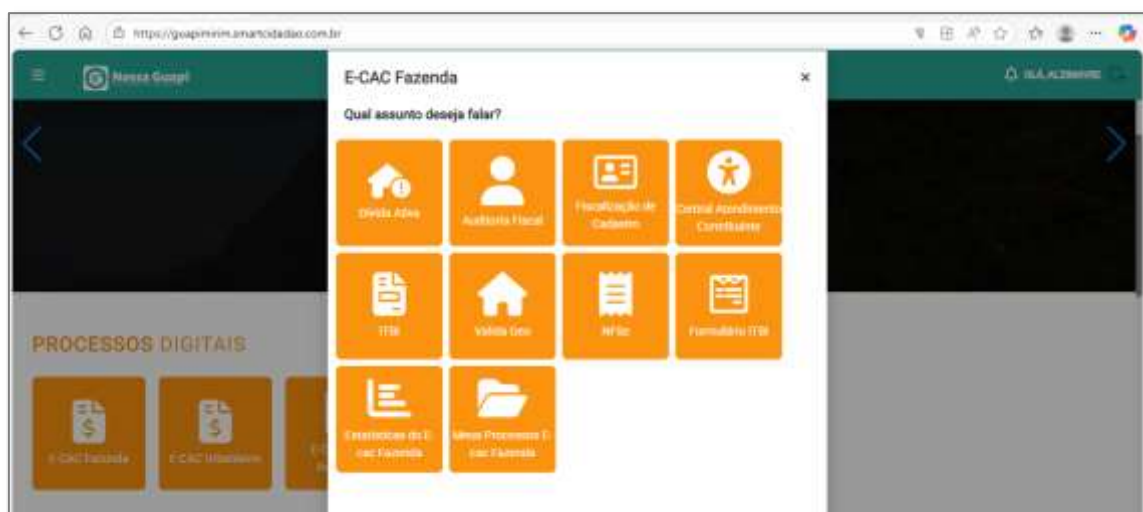 https://guapimirim.smartcidadao.com.br
Nossa Guapi
E-CAC Fazenda
×
Qual assunto deseja falar?
Dívida Ativa
Auditoria Fiscal
Fiscalização de
Cadastro
Central Atendimento
Contribuinte
ITBI
Valida Geo
NFSe
Formulário ITBI
Estatísticas do E-
cac Fazenda
Meus Processos E-
cac Fazenda
PROCESSOS DIGITAIS
E-CAC Fazenda
E-CAC Urbanismo